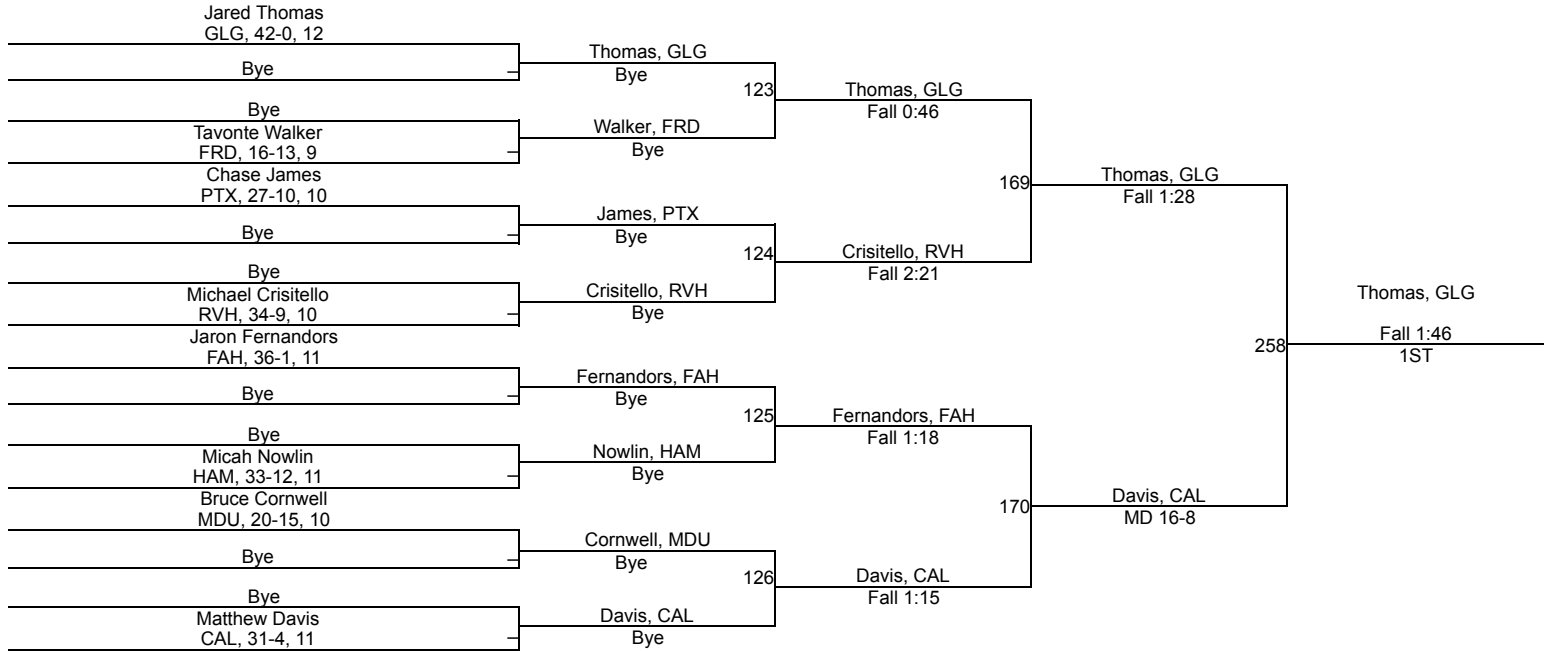 Jared Thomas
GLG, 42-0, 12
Bye
Bye
Tavonte Walker
FRD, 16-13, 9
Chase James
PTX, 27-10, 10
Bye
Bye
Michael Crisitello
RVH, 34-9, 10
Jaron Fernandors
FAH, 36-1, 11
Bye
Bye
Micah Nowlin
HAM, 33-12, 11
Bruce Cornwell
MDU, 20-15, 10
Bye
Bye
Matthew Davis
CAL, 31-4, 11
Thomas, GLG
Bye
123
Walker, FRD
Bye
James, PTX
Bye
124
Crisitello, RVH
Bye
Fernandors, FAH
Bye
125
Nowlin, HAM
Bye
Cornwell, MDU
Bye
126
Davis, CAL
Bye
Thomas, GLG
Fall 0:46
169
Crisitello, RVH
Fall 2:21
Fernandors, FAH
Fall 1:18
170
Davis, CAL
Fall 1:15
Thomas, GLG
Fall 1:28
258
Davis, CAL
MD 16-8
Thomas, GLG
Fall 1:46
1ST